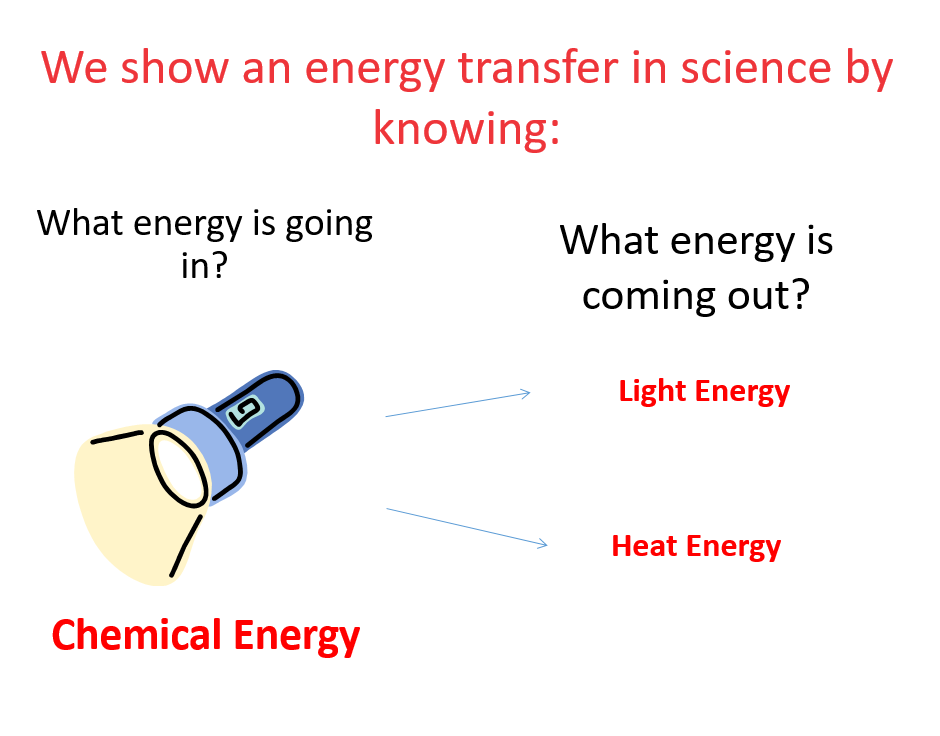 We show an energy transfer in science by
knowing:
What energy is going
in?
What energy is
coming out?
Light Energy
Heat Energy
Chemical Energy